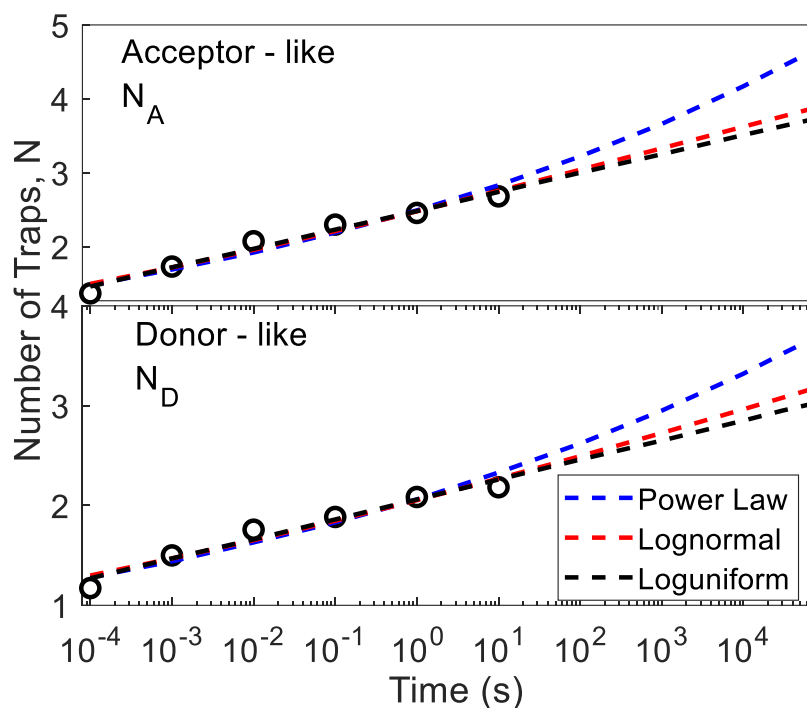 5
Acceptor - like
N_A
4
3
2
Number of Traps, N
4
Donor - like
N_D
3
2
1
Power Law
Lognormal
Loguniform
10^-4 10^-3 10^-2 10^-1 10^0 10^1 10^2 10^3 10^4
Time (s)